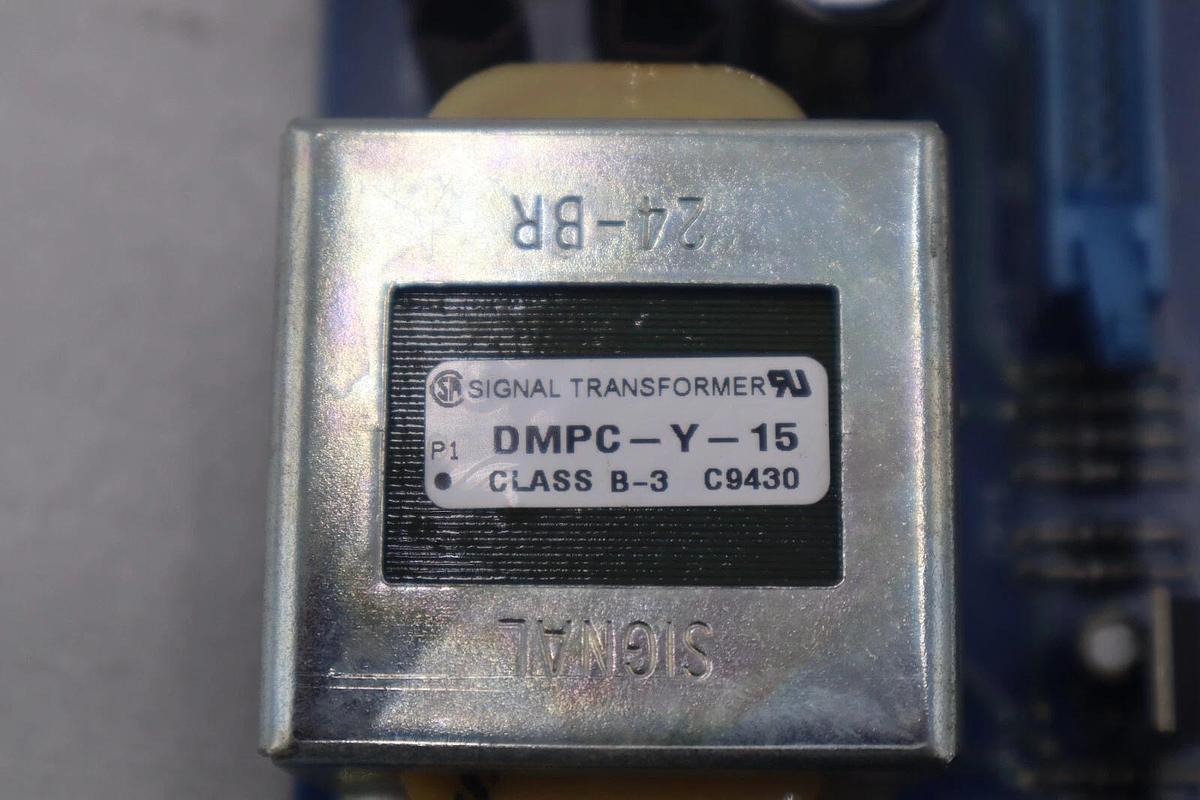 24-BR
SIGNAL TRANSFORMER
P1 DMPC-Y-15
CLASS B-3 C9430
SIGNAL